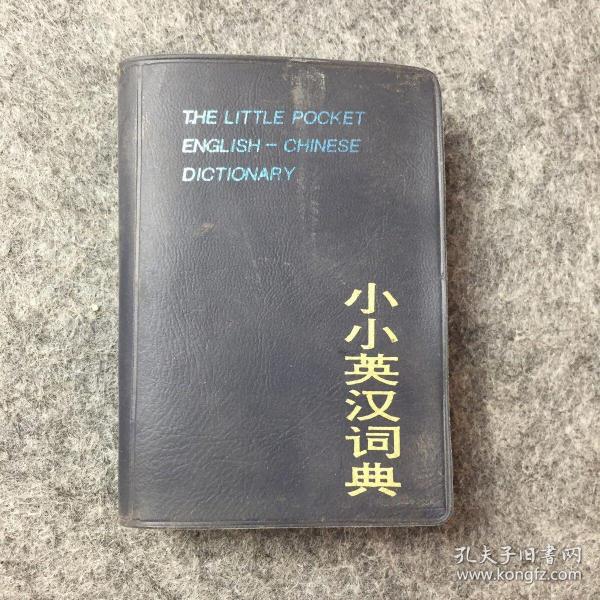 THE LITTLE POCKET
ENGLISH – CHINESE
DICTIONARY
小小英汉词典
孔夫子旧書网
www.kongfz.com